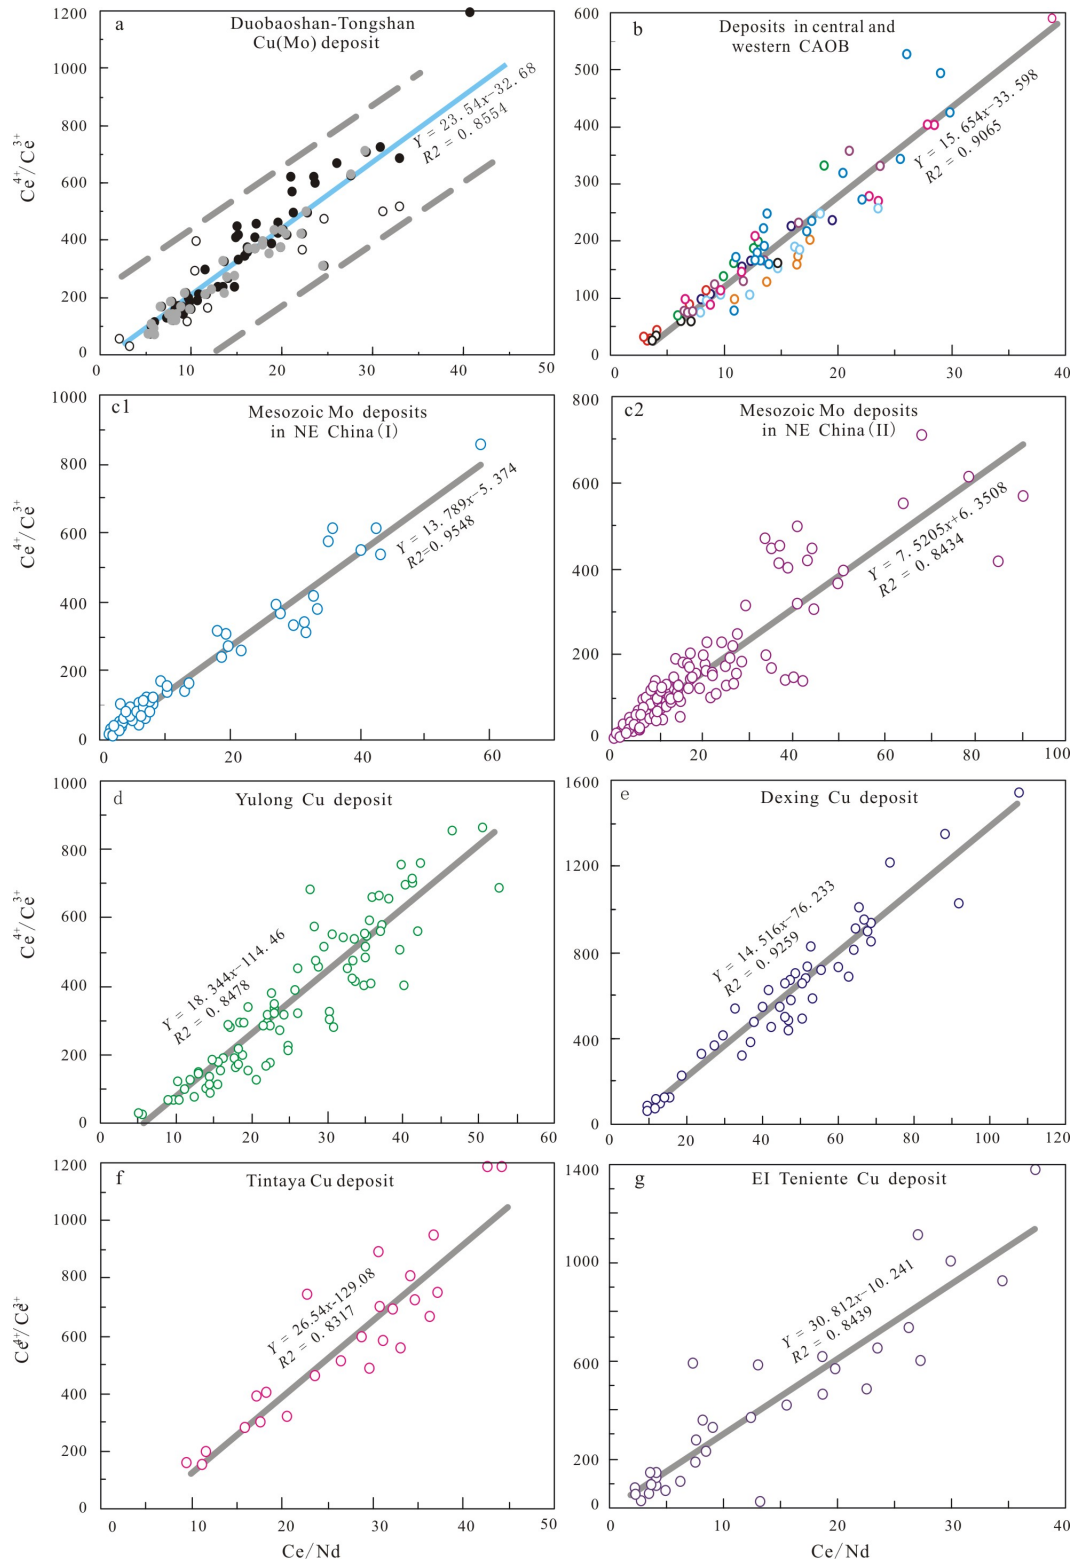 a
Duobaoshan-Tongshan
Cu(Mo) deposit
Y = 23.54x−32.68
R2 = 0.8554
Ce4+/Ce3+
1200
1000
800
600
400
200
0
0
10
20
30
40
50
b
Deposits in central and
western CAOB
Y = 15.654x−33.598
R2 = 0.9065
600
500
400
300
200
100
0
0
10
20
30
40
c1
Mesozoic Mo deposits
in NE China(I)
Y = 13.789x−5.374
R2=0.9548
Ce4+/Ce3+
1000
800
600
400
200
0
0
20
40
60
c2
Mesozoic Mo deposits
in NE China(II)
Y = 7.5205x+6.3508
R2 = 0.8434
800
600
400
200
0
0
20
40
60
80
100
d
Yulong Cu deposit
Y = 18.344x−114.46
R2 = 0.8478
Ce4+/Ce3+
1000
800
600
400
200
0
0
10
20
30
40
50
60
e
Dexing Cu deposit
Y = 14.516x−76.233
R2 = 0.9259
1600
1200
800
400
0
0
20
40
60
80
100
120
f
Tintaya Cu deposit
Y = 26.54x-129.08
R2 = 0.8317
Ce4+/Ce3+
1200
1000
800
600
400
200
0
0
10
20
30
40
50
Ce/Nd
g
EI Teniente Cu deposit
Y = 30.812x−10.241
R2 = 0.8439
1400
1000
600
200
0
0
10
20
30
40
Ce/Nd